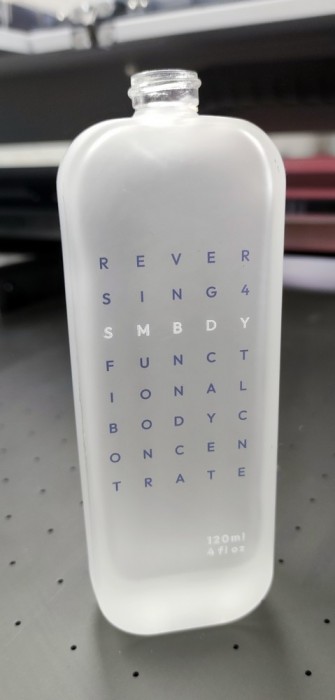 R E V E R
S I N G 4
S M B D Y
F U N C T
I O N A L
B O D Y C
O N C E N
T R A T E
120ml
4 fl oz